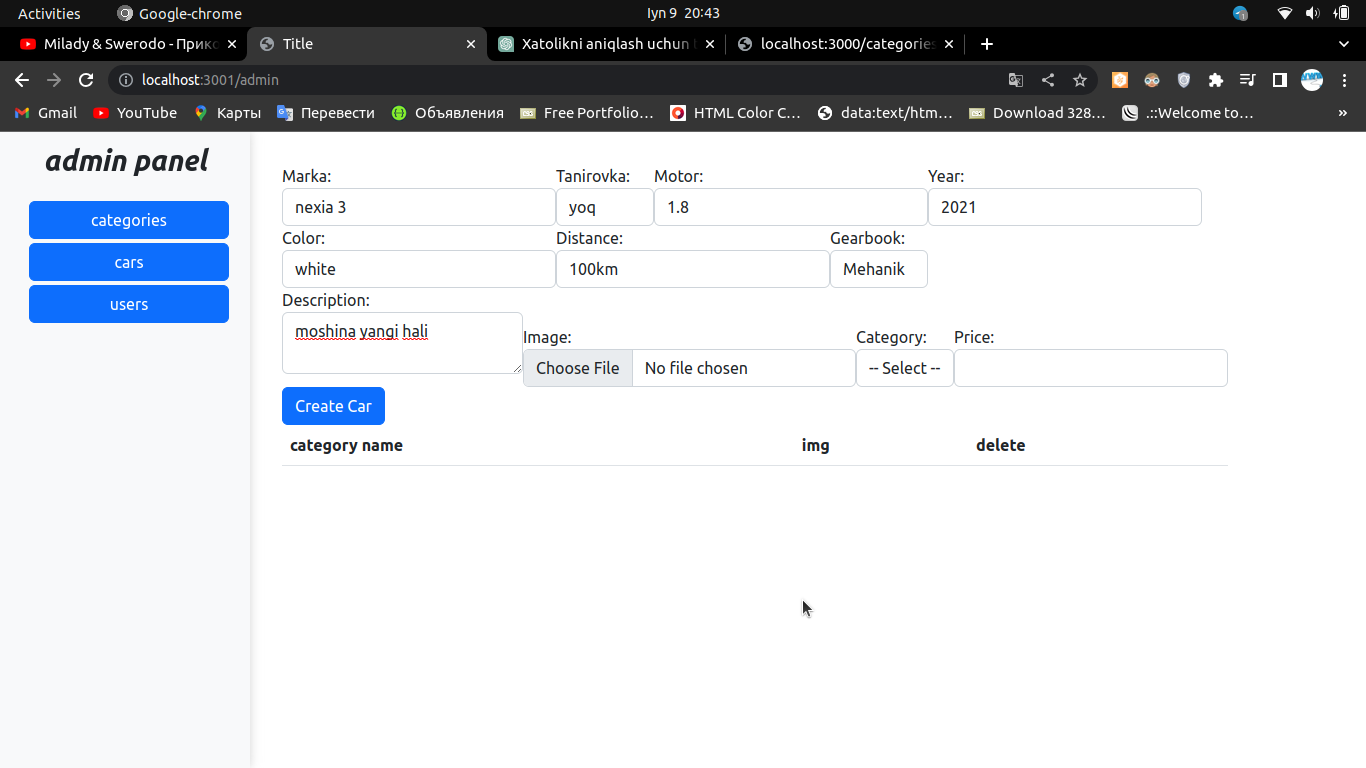 Activities Google-chrome Iyn 9 20:43
Milady & Swerodo - Прико Title Xatolikni aniqlash uchun localhost:3000/categories
localhost:3001/admin
Gmail YouTube Карты Перевести Объявления Free Portfolio… HTML Color C… data:text/htm… Download 328… .::Welcome to… »
admin panel
categories
cars
users
Marka: Tanirovka: Motor: Year:
nexia 3 yoq 1.8 2021
Color: Distance: Gearbook:
white 100km Mehanik
Description:
moshina yangi hali
Image: Category: Price:
Choose File No file chosen -- Select --
Create Car
category name img delete